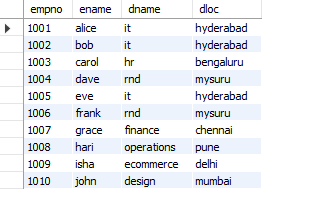 empno ename dname dloc
1001 alice it hyderabad
1002 bob it hyderabad
1003 carol hr bengaluru
1004 dave rnd mysuru
1005 eve it hyderabad
1006 frank rnd mysuru
1007 grace finance chennai
1008 hari operations pune
1009 isha ecommerce delhi
1010 john design mumbai